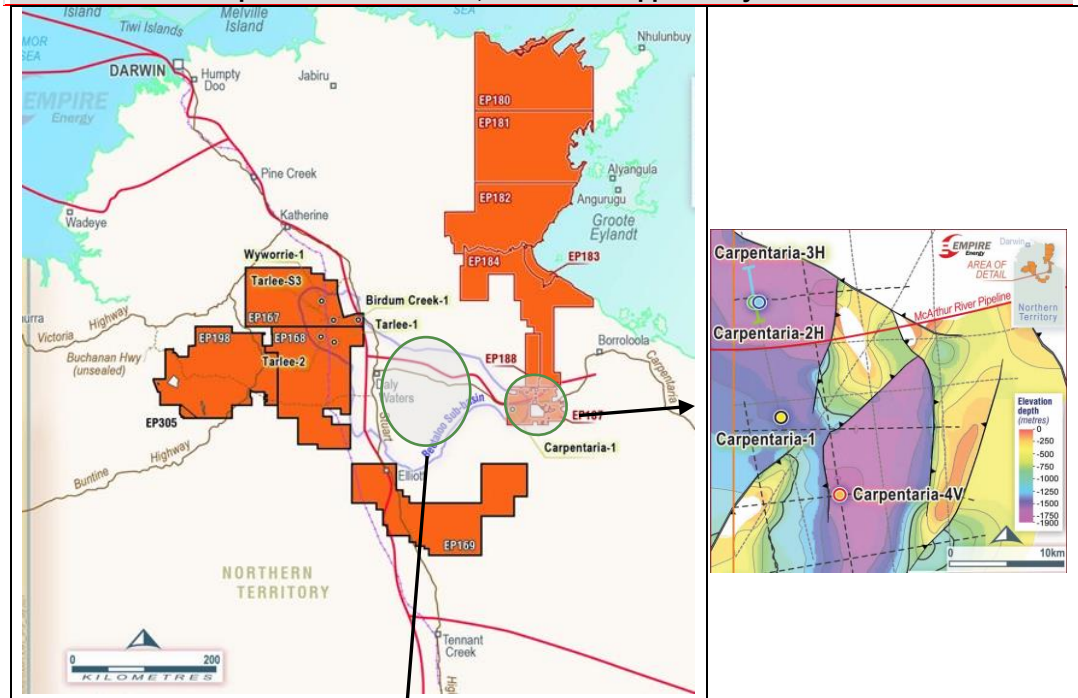 Island
Melville
Island
SEA
Tiwi Islands
SEA
DARWIN
Humpty
Doo
Jabiru
Nhulunbuy
EMPIRE
Energy
EP180
EP181
Pine Creek
Alyangula
Angurugu
EP182
Groote
Eylandt
Wadeye
Katherine
EP184
EP183
Wyworrie-1
Tarlee-S3
Birdum Creek-1
EP167
Tarlee-1
Victoria
Highway
EP198
EP168
Buchanan Hwy
(unsealed)
Tarlee-2
EP188
Borroloola
Carpentaria
Daly
Waters
EP187
Beetaloo Sub-basin
Stuart
EP305
Carpentaria-1
Highway
Buntine
Elliott
EP169
NORTHERN
TERRITORY
Tennant
Creek
0
200
KILOMETRES
Carpentaria-3H
EMPIRE
Energy
Darwin
AREA OF
DETAIL
Northern
Territory
McArthur River Pipeline
Carpentaria-2H
Carpentaria-1
Carpentaria-4V
Elevation
depth
(metres)
0
-250
-500
-750
-1000
-1250
-1500
-1750
-1900
0
10km